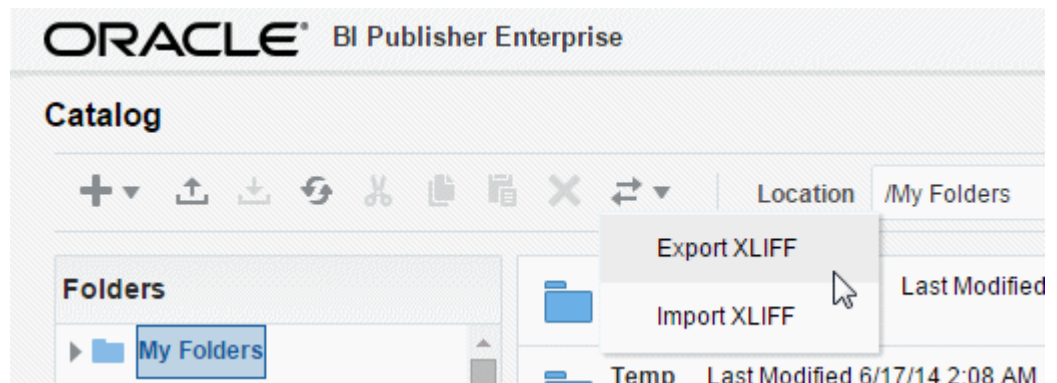 ORACLE® BI Publisher Enterprise
Catalog
Location /My Folders
Export XLIFF
Import XLIFF
Folders
My Folders
Last Modified
Temp Last Modified 6/17/14 2:08 AM